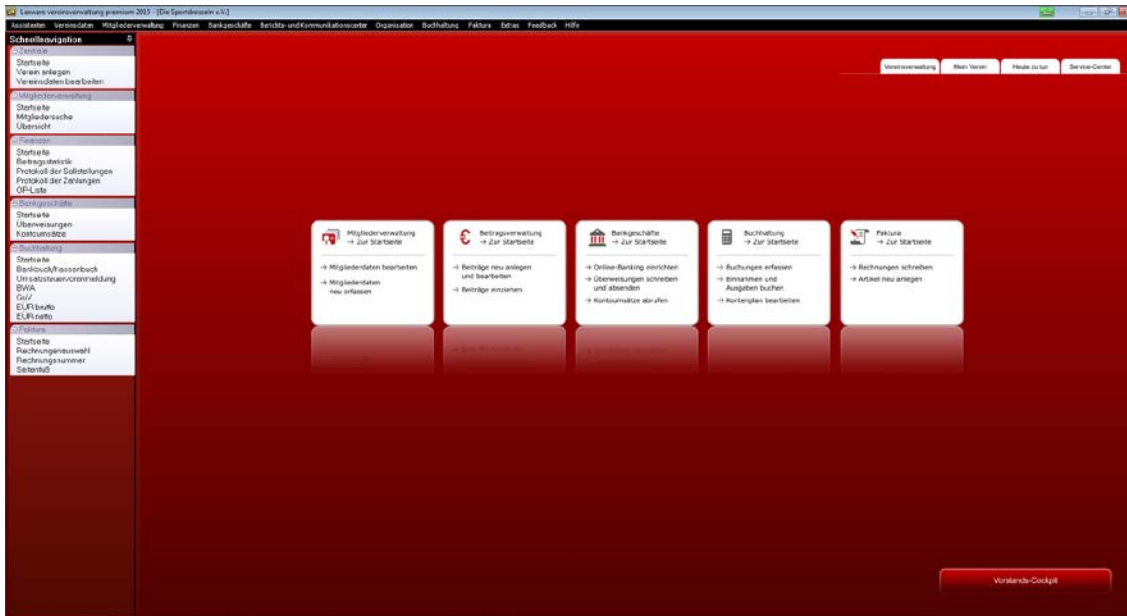 Lexware vereinsverwaltung premium 2015 - [Die Sportskasseln e.V.]
Assistenten Vereinsdaten Mitgliederverwaltung Finanzen Bankgeschäfte Berichts- und Kommunikationscenter Organisation Buchhaltung Faktura Extras Feedback Hilfe
Schnellnavigation
Zentrale
Startseite
Verein anlegen
Vereinsdaten bearbeiten
Mitgliederverwaltung
Startseite
Mitgliedersuche
Übersicht
Finanzen
Startseite
Beitragsstatistik
Protokoll der Sollstellungen
Protokoll der Zahlungen
OP-Liste
Bankgeschäfte
Startseite
Überweisungen
Kontoumsätze
Buchhaltung
Startseite
Bankbuch/Kassenbuch
Umsatzsteuervoranmeldung
BWA
GuV
EUR brutto
EUR netto
Faktura
Startseite
Rechnungenauswahl
Rechnungsnummer
Seitenfuß
Vereinsverwaltung Mein Verein Heute zu tun Service-Center
Mitgliederverwaltung
→ Zur Startseite
→ Mitgliederdaten bearbeiten
→ Mitgliederdaten
neu erfassen
Beitragsverwaltung
→ Zur Startseite
→ Beiträge neu anlegen
und bearbeiten
→ Beiträge einziehen
Bankgeschäfte
→ Zur Startseite
→ Online-Banking einrichten
→ Überweisungen schreiben
und absenden
→ Kontoumsätze abrufen
Buchhaltung
→ Zur Startseite
→ Buchungen erfassen
→ Einnahmen und
Ausgaben buchen
→ Kontenplan bearbeiten
Faktura
→ Zur Startseite
→ Rechnungen schreiben
→ Artikel neu anlegen
Vorstands-Cockpit